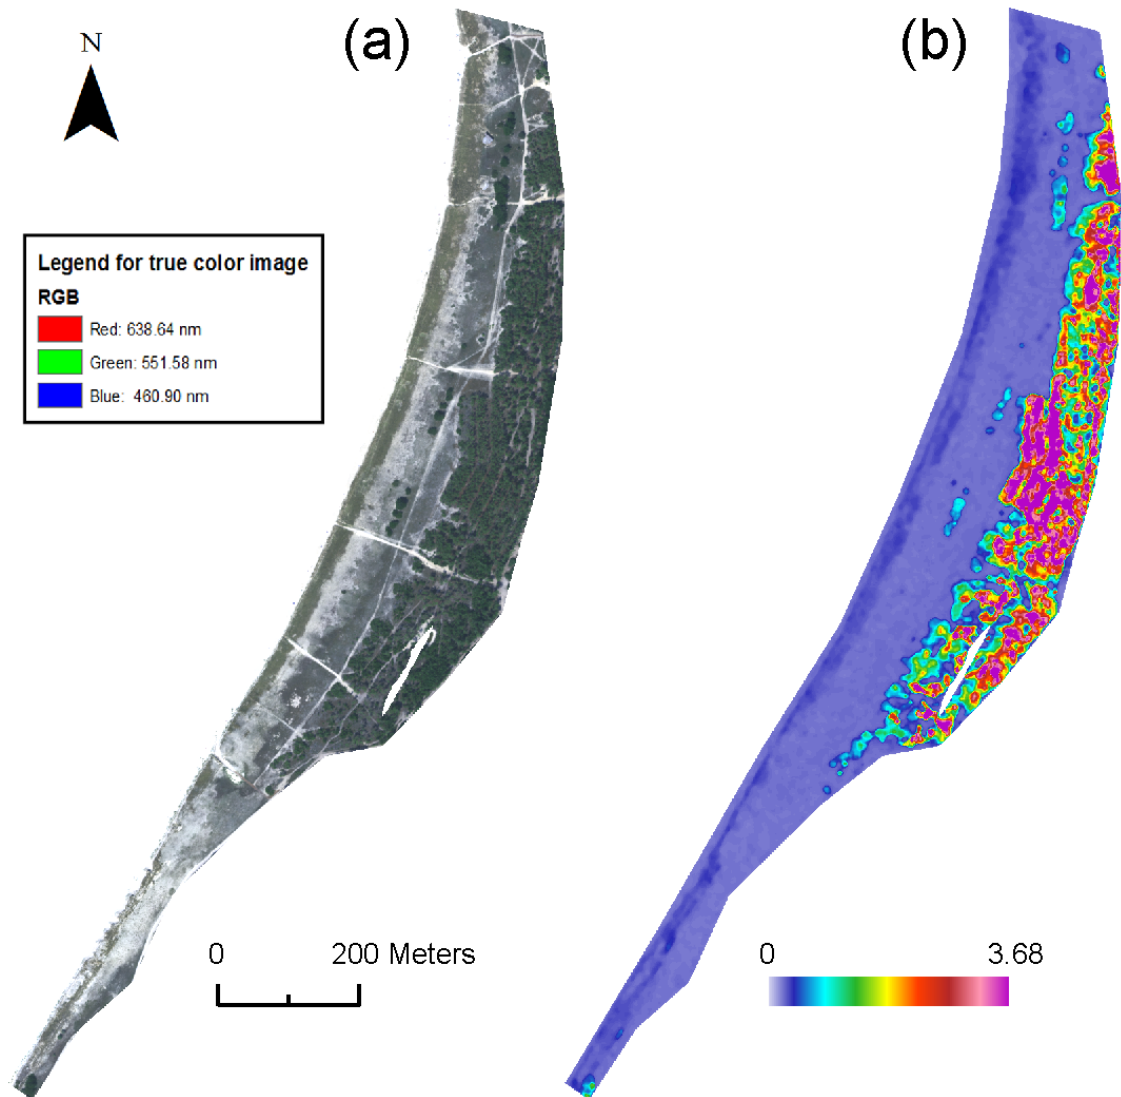 (a)
(b)
N
Legend for true color image
RGB
Red: 638.64 nm
Green: 551.58 nm
Blue: 460.90 nm
0 200 Meters
0 3.68